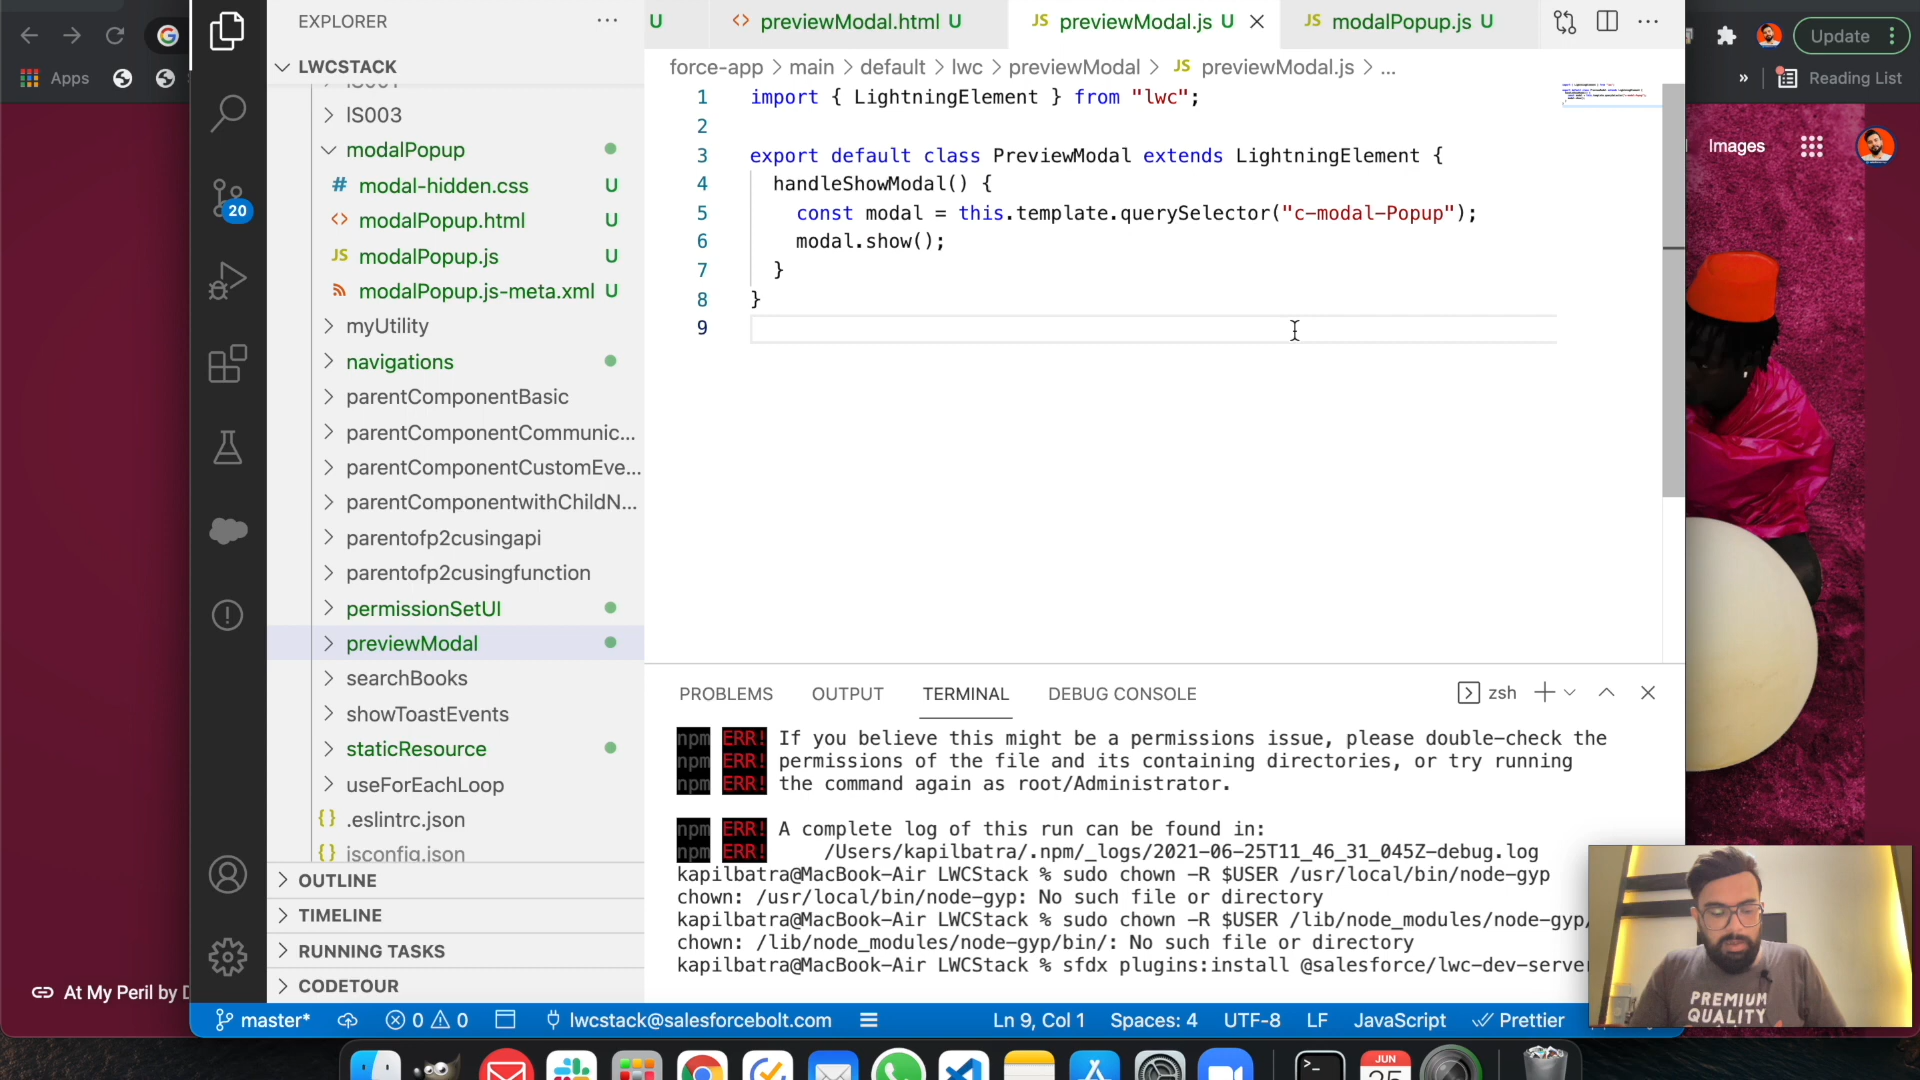 EXPLORER
U
<> previewModal.html U
JS previewModal.js U
JS modalPopup.js U
Update
Apps
Reading List
LWCSTACK
force-app > main > default > lwc > previewModal > JS previewModal.js > ...
IS003
modalPopup
# modal-hidden.css U
<> modalPopup.html U
JS modalPopup.js U
modalPopup.js-meta.xml U
myUtility
navigations
parentComponentBasic
parentComponentCommunic...
parentComponentCustomEve...
parentComponentwithChildN...
parentofp2cusingapi
parentofp2cusingfunction
permissionSetUI
previewModal
searchBooks
showToastEvents
staticResource
useForEachLoop
{} .eslintrc.json
{} jsconfig.json
OUTLINE
TIMELINE
RUNNING TASKS
CODETOUR
20
1 import { LightningElement } from "lwc";
2
3 export default class PreviewModal extends LightningElement {
4 handleShowModal() {
5 const modal = this.template.querySelector("c-modal-Popup");
6 modal.show();
7 }
8 }
9
Images
PROBLEMS OUTPUT TERMINAL DEBUG CONSOLE
zsh
npm ERR! If you believe this might be a permissions issue, please double-check the
npm ERR! permissions of the file and its containing directories, or try running
npm ERR! the command again as root/Administrator.
npm ERR! A complete log of this run can be found in:
npm ERR! /Users/kapilbatra/.npm/_logs/2021-06-25T11_46_31_045Z-debug.log
kapilbatra@MacBook-Air LWCStack % sudo chown -R $USER /usr/local/bin/node-gyp
chown: /usr/local/bin/node-gyp: No such file or directory
kapilbatra@MacBook-Air LWCStack % sudo chown -R $USER /lib/node_modules/node-gyp/
chown: /lib/node_modules/node-gyp/bin/: No such file or directory
kapilbatra@MacBook-Air LWCStack % sfdx plugins:install @salesforce/lwc-dev-server
At My Peril by
PREMIUM
QUALITY
master*
0 0
lwcstack@salesforcebolt.com
Ln 9, Col 1
Spaces: 4
UTF-8
LF
JavaScript
Prettier
JUN
25